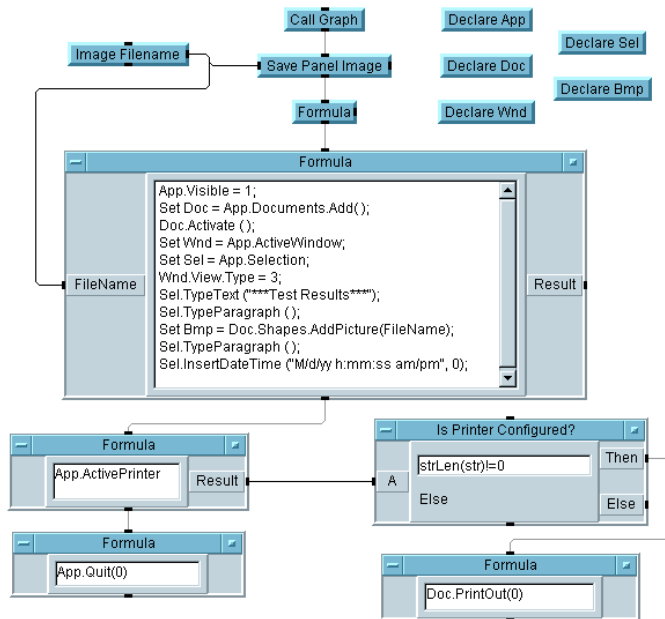 Call Graph
Declare App
Declare Sel
Image Filename
Save Panel Image
Declare Doc
Declare Bmp
Formula
Declare Wnd
Formula
App.Visible = 1;
Set Doc = App.Documents.Add();
Doc.Activate ();
Set Wnd = App.ActiveWindow;
Set Sel = App.Selection;
Wnd.View.Type = 3;
Sel.TypeText ("***Test Results***");
Sel.TypeParagraph ();
Set Bmp = Doc.Shapes.AddPicture(FileName);
Sel.TypeParagraph ();
Sel.InsertDateTime ("M/d/yy h:mm:ss am/pm", 0);
FileName
Result
Formula
App.ActivePrinter
Result
Is Printer Configured?
A
strLen(str)!=0
Else
Then
Else
Formula
App.Quit(0)
Formula
Doc.PrintOut(0)